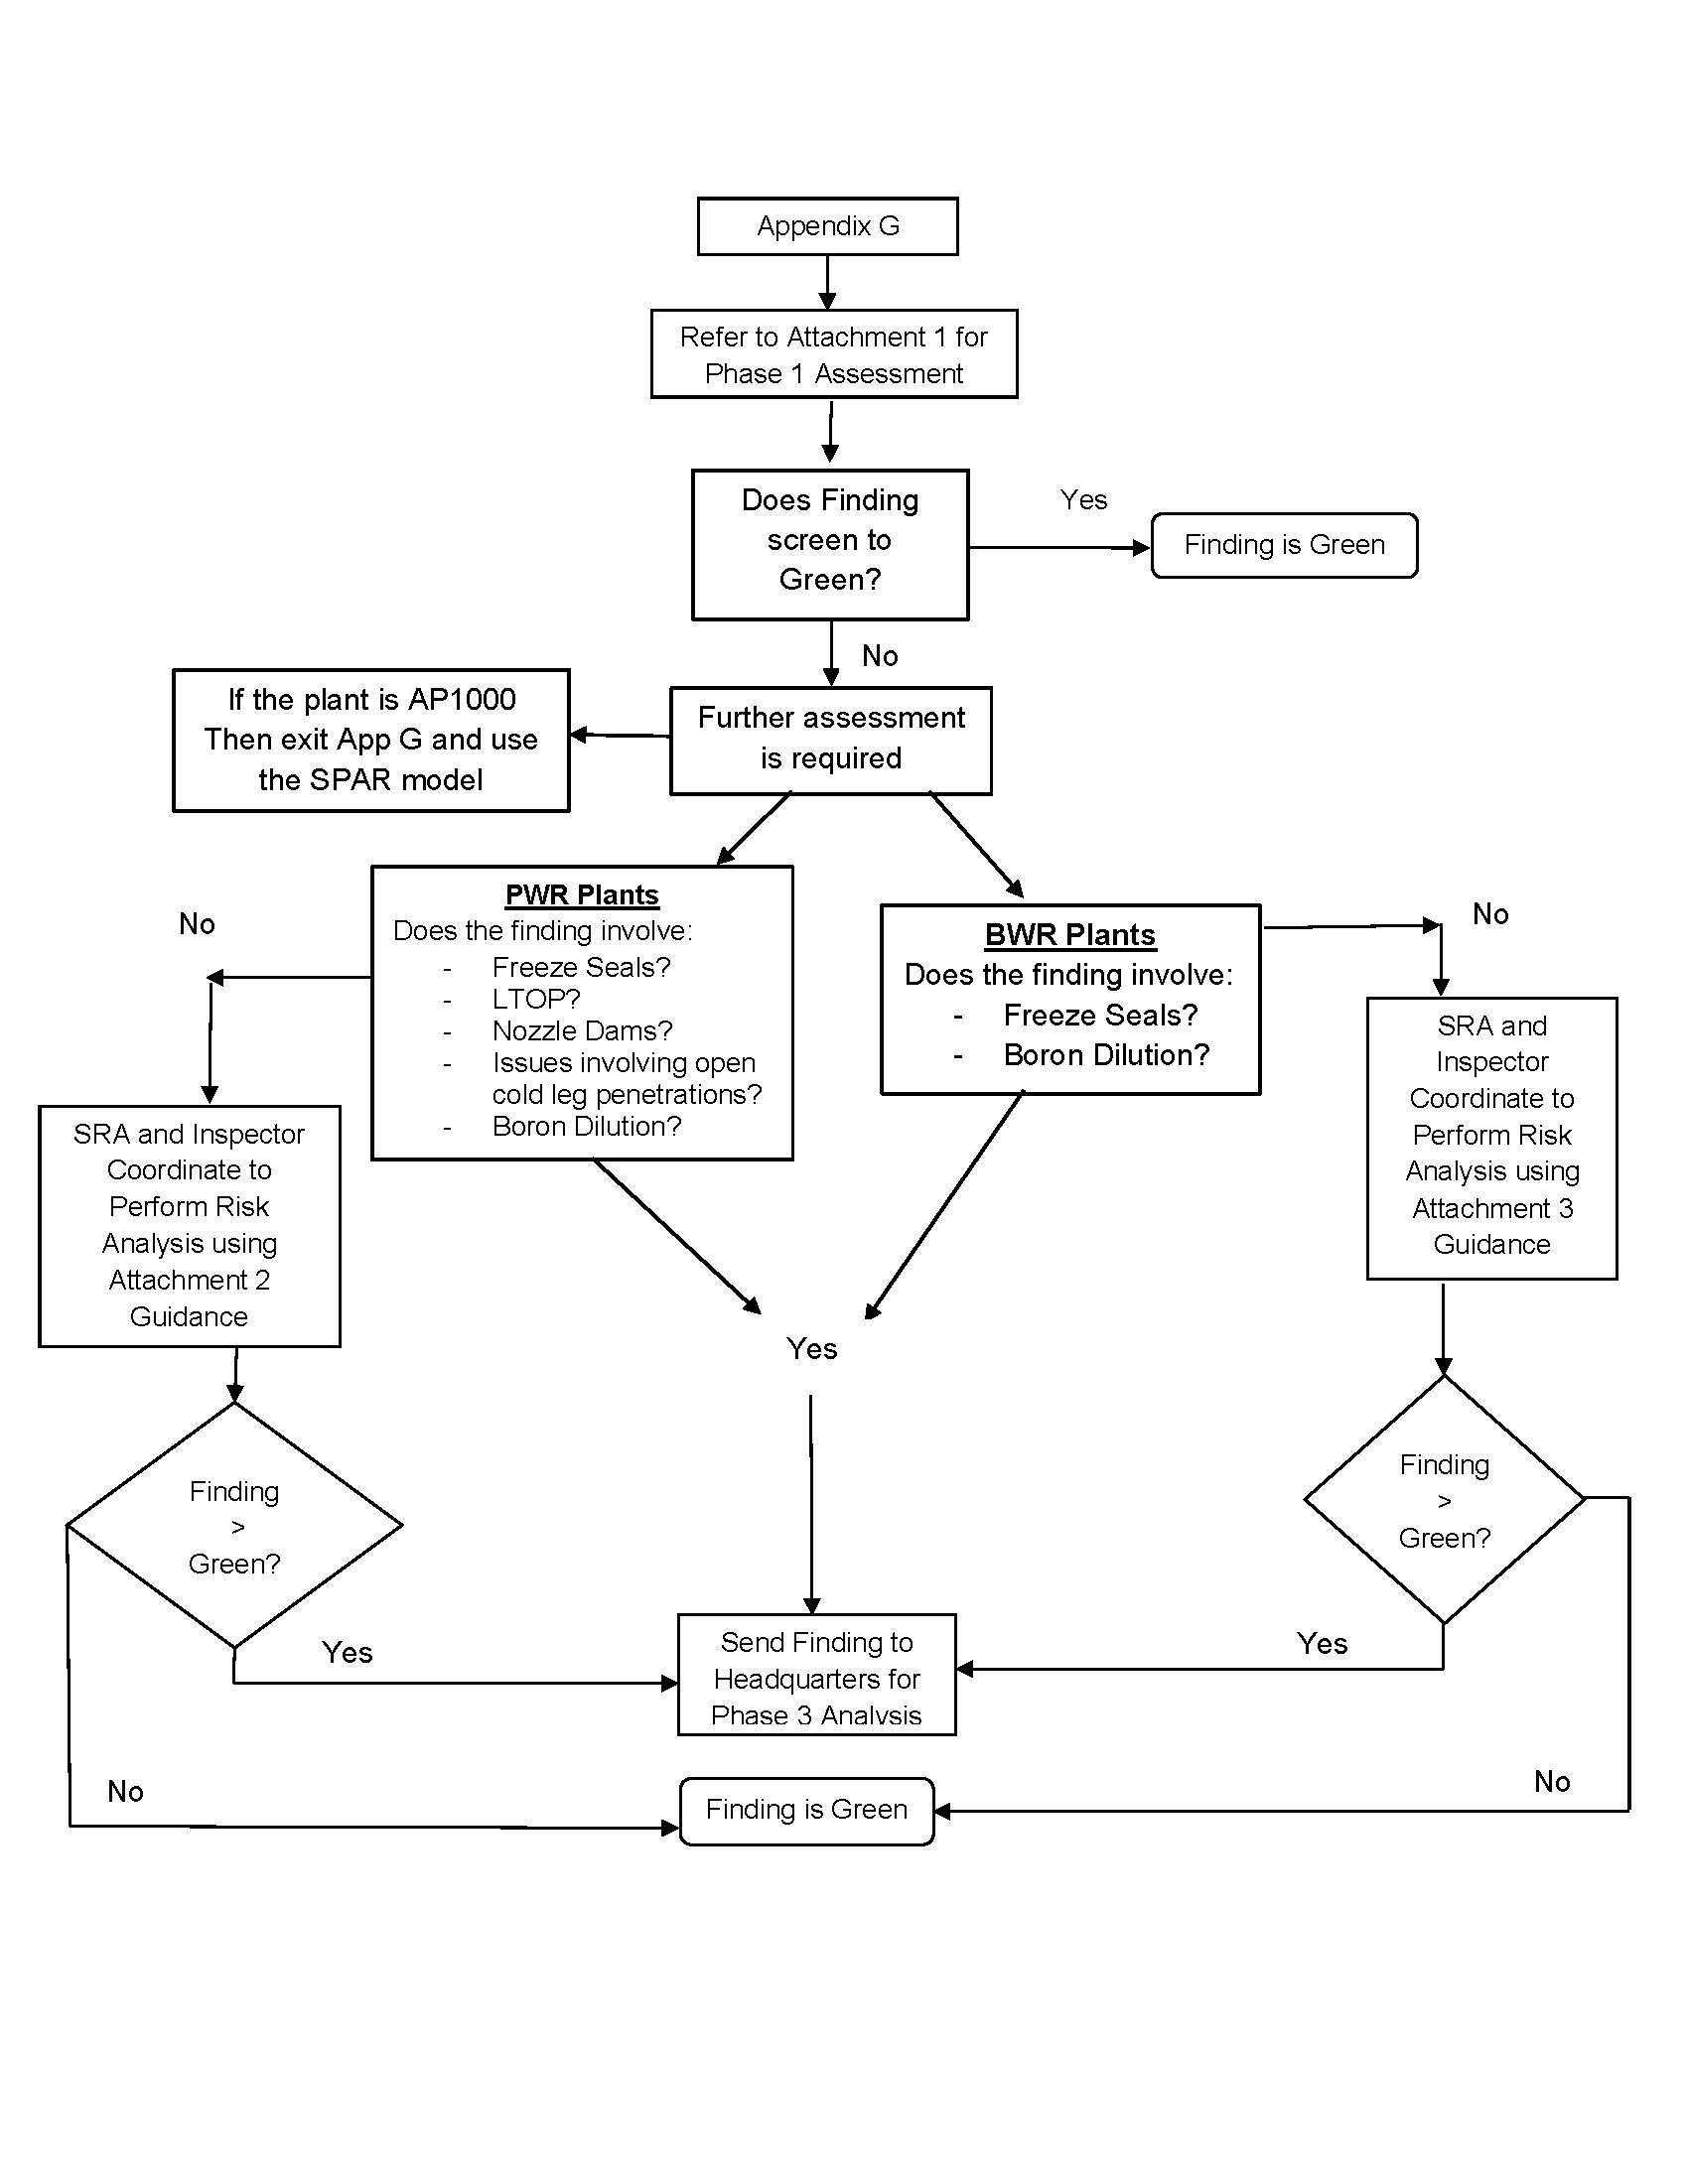 Appendix G
Refer to Attachment 1 for
Phase 1 Assessment
Does Finding
screen to
Green?
Yes
Finding is Green
No
If the plant is AP1000
Then exit App G and use
the SPAR model
Further assessment
is required
PWR Plants
Does the finding involve:
- Freeze Seals?
- LTOP?
- Nozzle Dams?
- Issues involving open
cold leg penetrations?
- Boron Dilution?
No
BWR Plants
Does the finding involve:
- Freeze Seals?
- Boron Dilution?
No
SRA and Inspector
Coordinate to
Perform Risk
Analysis using
Attachment 2
Guidance
SRA and
Inspector
Coordinate to
Perform Risk
Analysis using
Attachment 3
Guidance
Yes
Finding
>
Green?
Finding
>
Green?
Yes
Send Finding to
Headquarters for
Phase 3 Analysis
Yes
No
Finding is Green
No